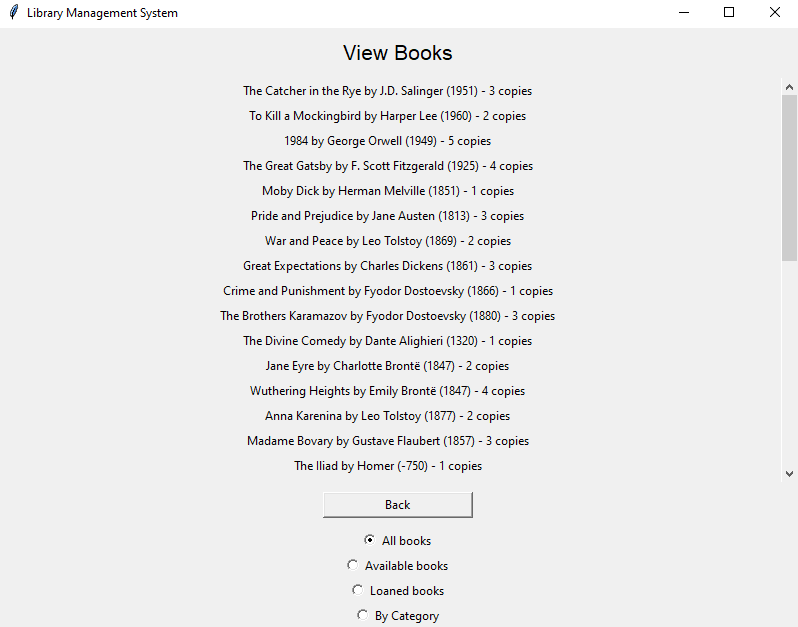 Library Management System
View Books
The Catcher in the Rye by J.D. Salinger (1951) - 3 copies
To Kill a Mockingbird by Harper Lee (1960) - 2 copies
1984 by George Orwell (1949) - 5 copies
The Great Gatsby by F. Scott Fitzgerald (1925) - 4 copies
Moby Dick by Herman Melville (1851) - 1 copies
Pride and Prejudice by Jane Austen (1813) - 3 copies
War and Peace by Leo Tolstoy (1869) - 2 copies
Great Expectations by Charles Dickens (1861) - 3 copies
Crime and Punishment by Fyodor Dostoevsky (1866) - 1 copies
The Brothers Karamazov by Fyodor Dostoevsky (1880) - 3 copies
The Divine Comedy by Dante Alighieri (1320) - 1 copies
Jane Eyre by Charlotte Brontë (1847) - 2 copies
Wuthering Heights by Emily Brontë (1847) - 4 copies
Anna Karenina by Leo Tolstoy (1877) - 2 copies
Madame Bovary by Gustave Flaubert (1857) - 3 copies
The Iliad by Homer (-750) - 1 copies
Back
All books
Available books
Loaned books
By Category